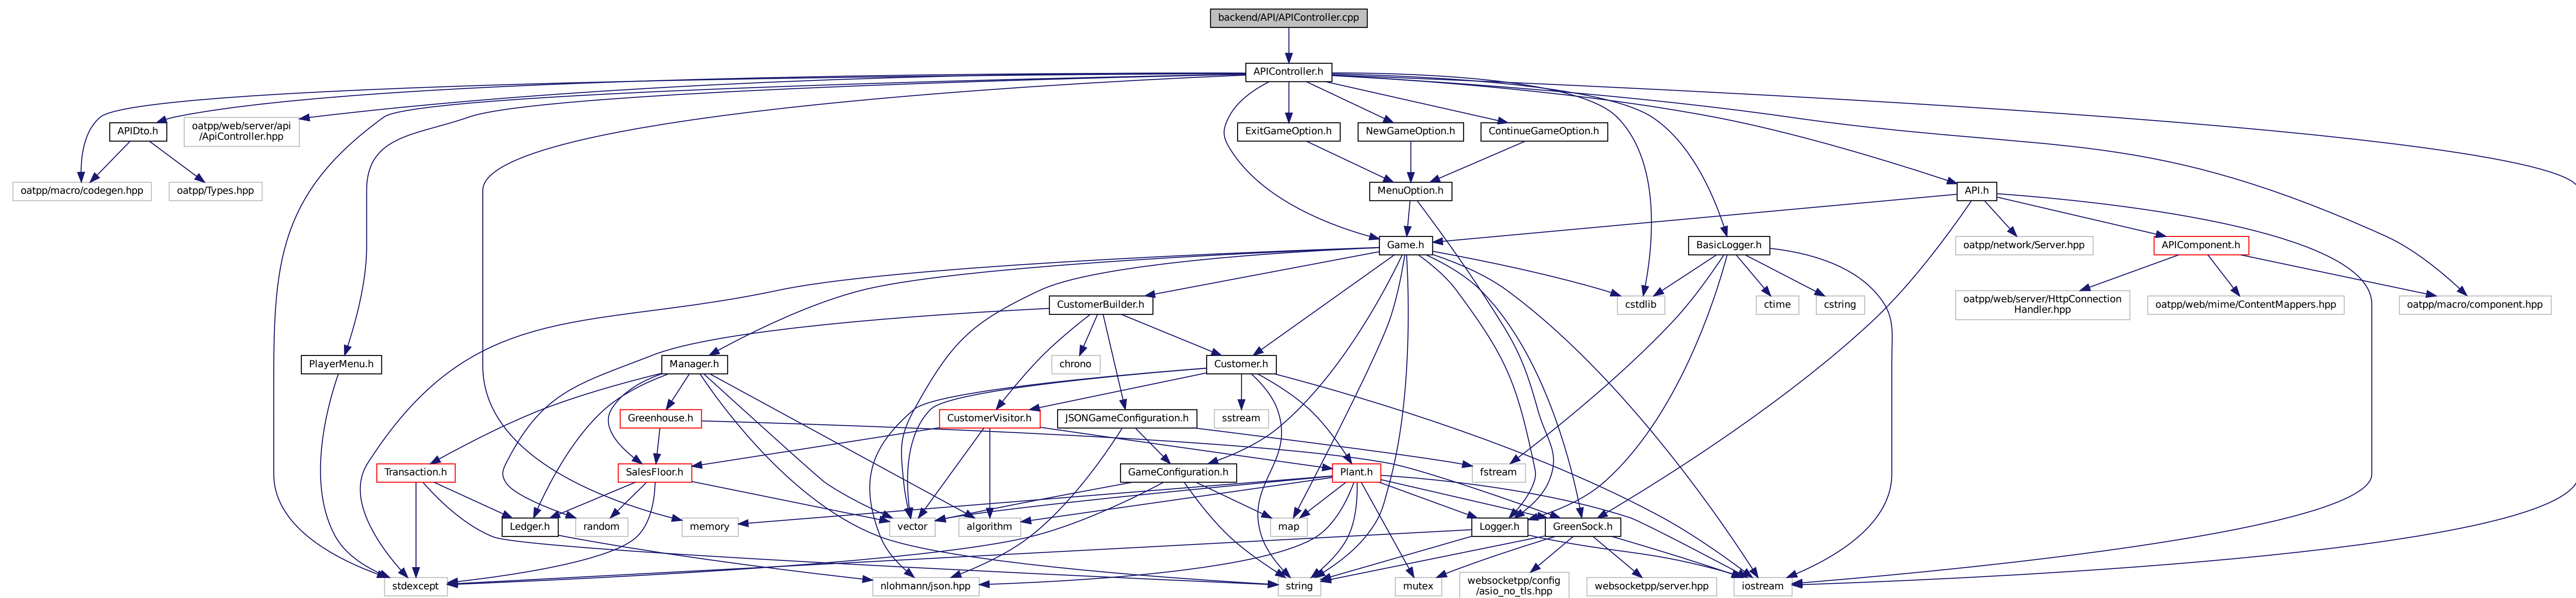 backend/API/APIController.cpp
APIController.h
APIDto.h
oatpp/web/server/api
/ApiController.hpp
ExitGameOption.h
NewGameOption.h
ContinueGameOption.h
oatpp/macro/codegen.hpp
oatpp/Types.hpp
MenuOption.h
API.h
Game.h
BasicLogger.h
oatpp/network/Server.hpp
APIComponent.h
CustomerBuilder.h
cstdlib
ctime
cstring
oatpp/web/server/HttpConnection
Handler.hpp
oatpp/web/mime/ContentMappers.hpp
oatpp/macro/component.hpp
PlayerMenu.h
Manager.h
chrono
Customer.h
Greenhouse.h
CustomerVisitor.h
JSONGameConfiguration.h
sstream
Transaction.h
SalesFloor.h
GameConfiguration.h
Plant.h
fstream
Ledger.h
random
memory
vector
algorithm
map
Logger.h
GreenSock.h
stdexcept
nlohmann/json.hpp
string
mutex
websocketpp/config
/asio_no_tls.hpp
websocketpp/server.hpp
iostream